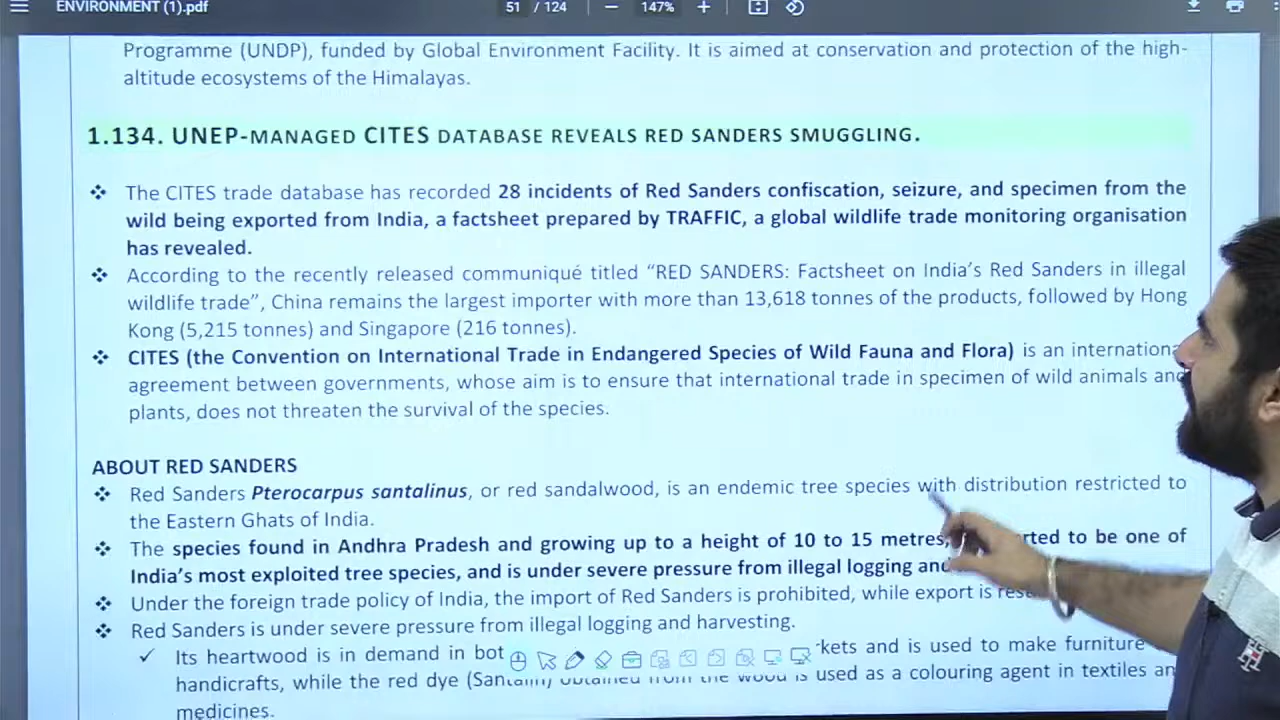 ENVIRONMENT (1).pdf
51 / 124
147%
Programme (UNDP), funded by Global Environment Facility. It is aimed at conservation and protection of the high-
altitude ecosystems of the Himalayas.
1.134. UNEP-MANAGED CITES DATABASE REVEALS RED SANDERS SMUGGLING.
❖ The CITES trade database has recorded 28 incidents of Red Sanders confiscation, seizure, and specimen from the
wild being exported from India, a factsheet prepared by TRAFFIC, a global wildlife trade monitoring organisation
has revealed.
❖ According to the recently released communiqué titled “RED SANDERS: Factsheet on India’s Red Sanders in illegal
wildlife trade”, China remains the largest importer with more than 13,618 tonnes of the products, followed by Hong
Kong (5,215 tonnes) and Singapore (216 tonnes).
❖ CITES (the Convention on International Trade in Endangered Species of Wild Fauna and Flora) is an internationa
agreement between governments, whose aim is to ensure that international trade in specimen of wild animals and
plants, does not threaten the survival of the species.
ABOUT RED SANDERS
❖ Red Sanders Pterocarpus santalinus, or red sandalwood, is an endemic tree species with distribution restricted to
the Eastern Ghats of India.
❖ The species found in Andhra Pradesh and growing up to a height of 10 to 15 metres, to be one of
India’s most exploited tree species, and is under severe pressure from illegal logging and
❖ Under the foreign trade policy of India, the import of Red Sanders is prohibited, while export is
❖ Red Sanders is under severe pressure from illegal logging and harvesting.
✓ Its heartwood is in demand in and is used to make furniture
handicrafts, while the red dye obtained from the wood is used as a colouring agent in textiles
medicines.